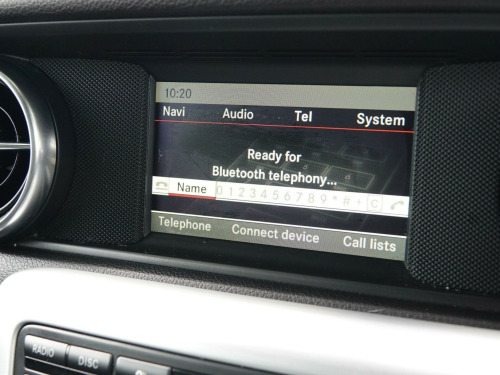 10:20
Navi Audio Tel System
Ready for
Bluetooth telephony...
Name 0 1 2 3 4 5 6 7 8 9 * # + C
Telephone Connect device Call lists
RADIO DISC